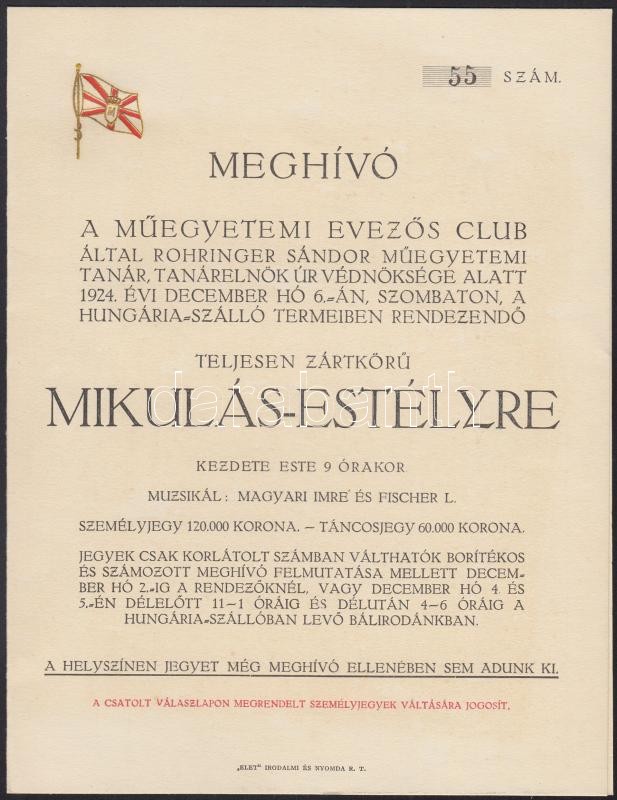 55 SZÁM.
MEGHÍVÓ
A MŰEGYETEMI EVEZŐS CLUB
ÁLTAL ROHRINGER SÁNDOR MŰEGYETEMI
TANÁR, TANÁRELNÖK ÚR VÉDNÖKSÉGE ALATT
1924. ÉVI DECEMBER HÓ 6.-ÁN, SZOMBATON, A
HUNGÁRIA-SZÁLLÓ TERMEIBEN RENDEZENDŐ
TELJESEN ZÁRTKÖRŰ
MIKULÁS-ESTÉLYRE
KEZDETE ESTE 9 ÓRAKOR
MUZSIKÁL: MAGYARI IMRE ÉS FISCHER L.
SZEMÉLYJEGY 120.000 KORONA. – TÁNCOSJEGY 60.000 KORONA.
JEGYEK CSAK KORLÁTOLT SZÁMBAN VÁLTHATÓK BORÍTÉKOS
ÉS SZÁMOZOTT MEGHÍVÓ FELMUTATÁSA MELLETT DECEM-
BER HÓ 2.-IG A RENDEZŐKNÉL, VAGY DECEMBER HÓ 4. ÉS
5.-ÉN DÉLELŐTT 11–1 ÓRÁIG ÉS DÉLUTÁN 4–6 ÓRÁIG A
HUNGÁRIA-SZÁLLÓBAN LEVŐ BÁLIRODÁNKBAN.
A HELYSZÍNEN JEGYET MÉG MEGHÍVÓ ELLENÉBEN SEM ADUNK KI.
A CSATOLT VÁLASZLAPON MEGRENDELT SZEMÉLYJEGYEK VÁLTÁSÁRA JOGOSÍT.
„ELET" IRODALMI ÉS NYOMDA R. T.
darabanth